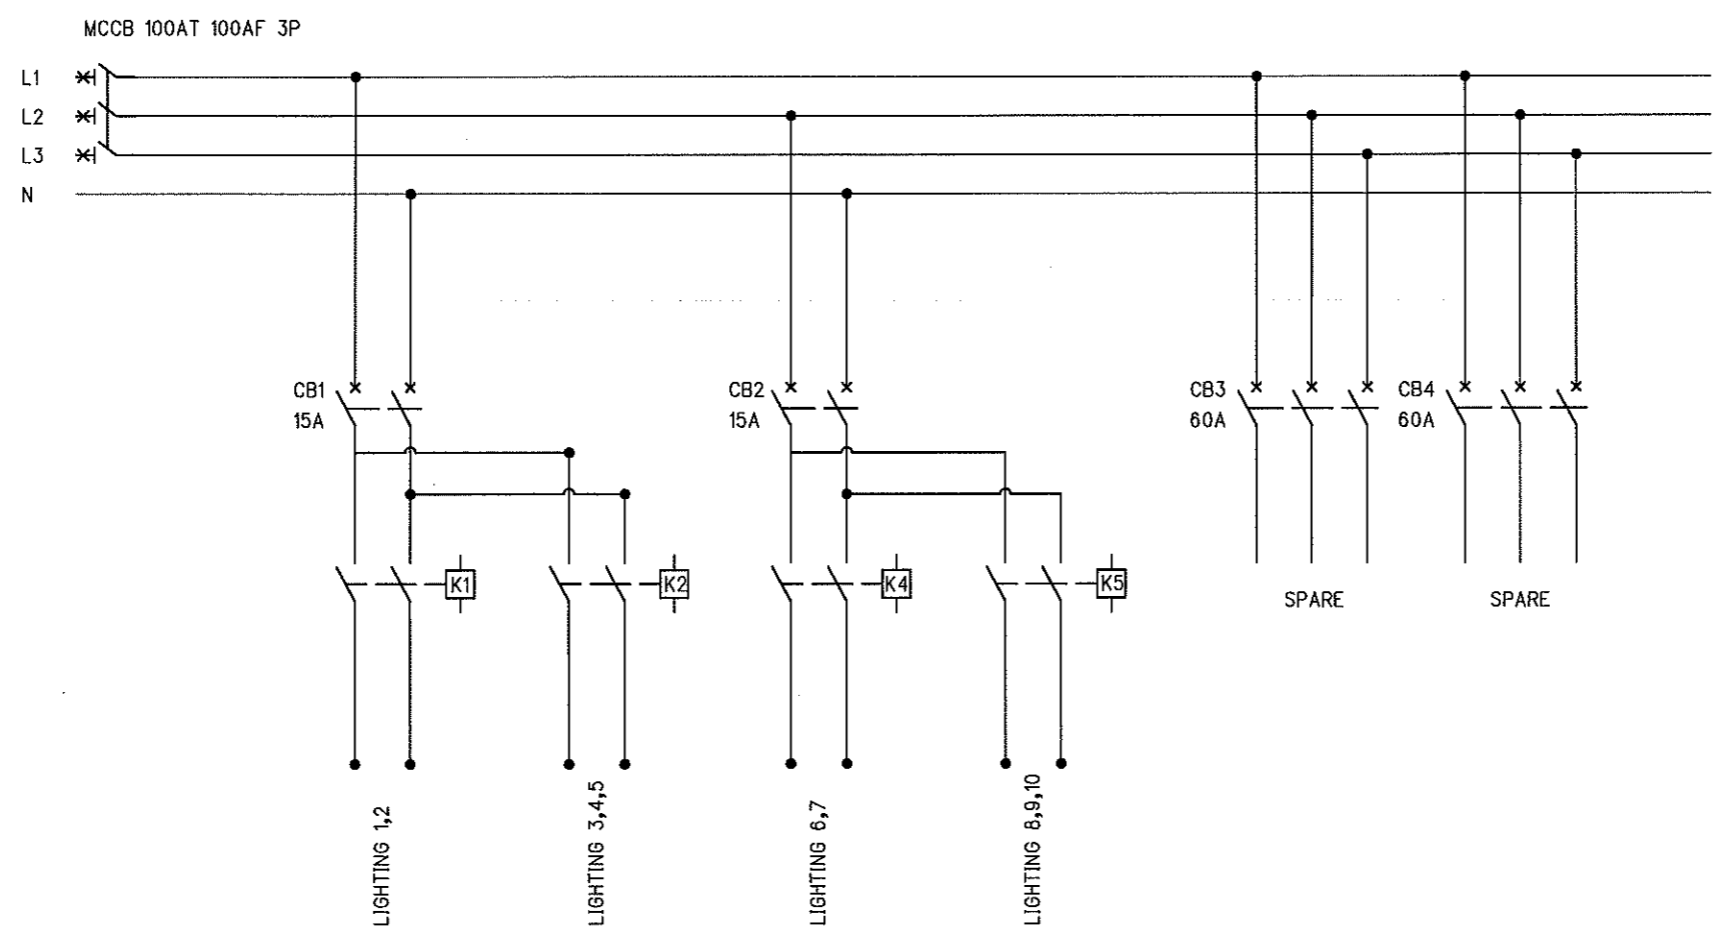 MCCB 100AT 100AF 3P
L1
L2
L3
N
CB1
15A
CB2
15A
CB3
60A
CB4
60A
K1
K2
K4
K5
SPARE
SPARE
LIGHTING 1,2
LIGHTING 3,4,5
LIGHTING 6,7
LIGHTING 8,9,10